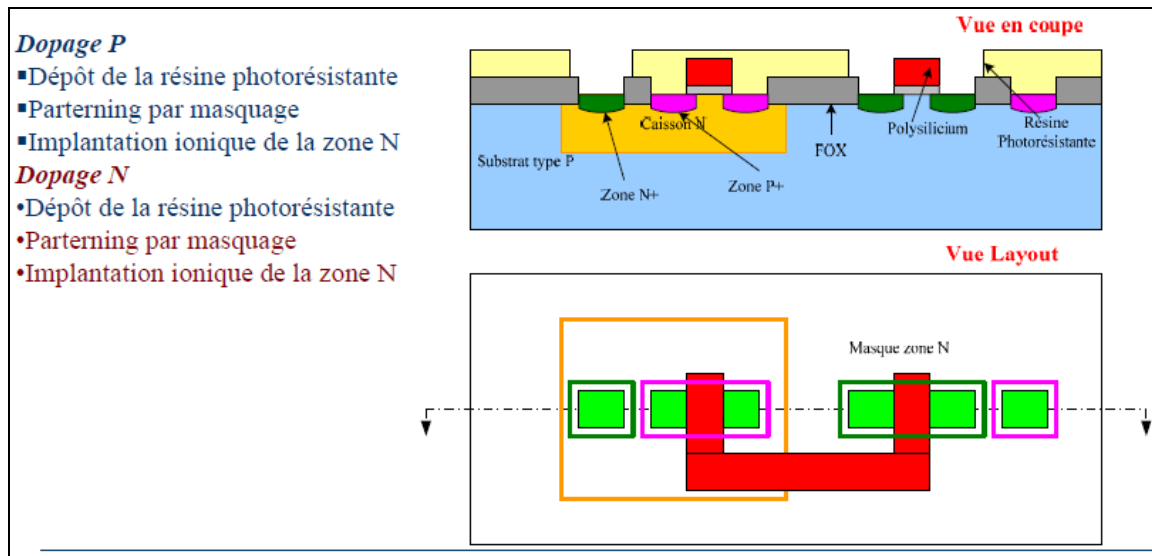 Dopage P
▪Dépôt de la résine photorésistante
▪Parterning par masquage
▪Implantation ionique de la zone N
Dopage N
•Dépôt de la résine photorésistante
•Parterning par masquage
•Implantation ionique de la zone N
Vue en coupe
Caisson N
Polysilicium
Résine
Photorésistante
FOX
Substrat type P
Zone N+
Zone P+
Vue Layout
Masque zone N